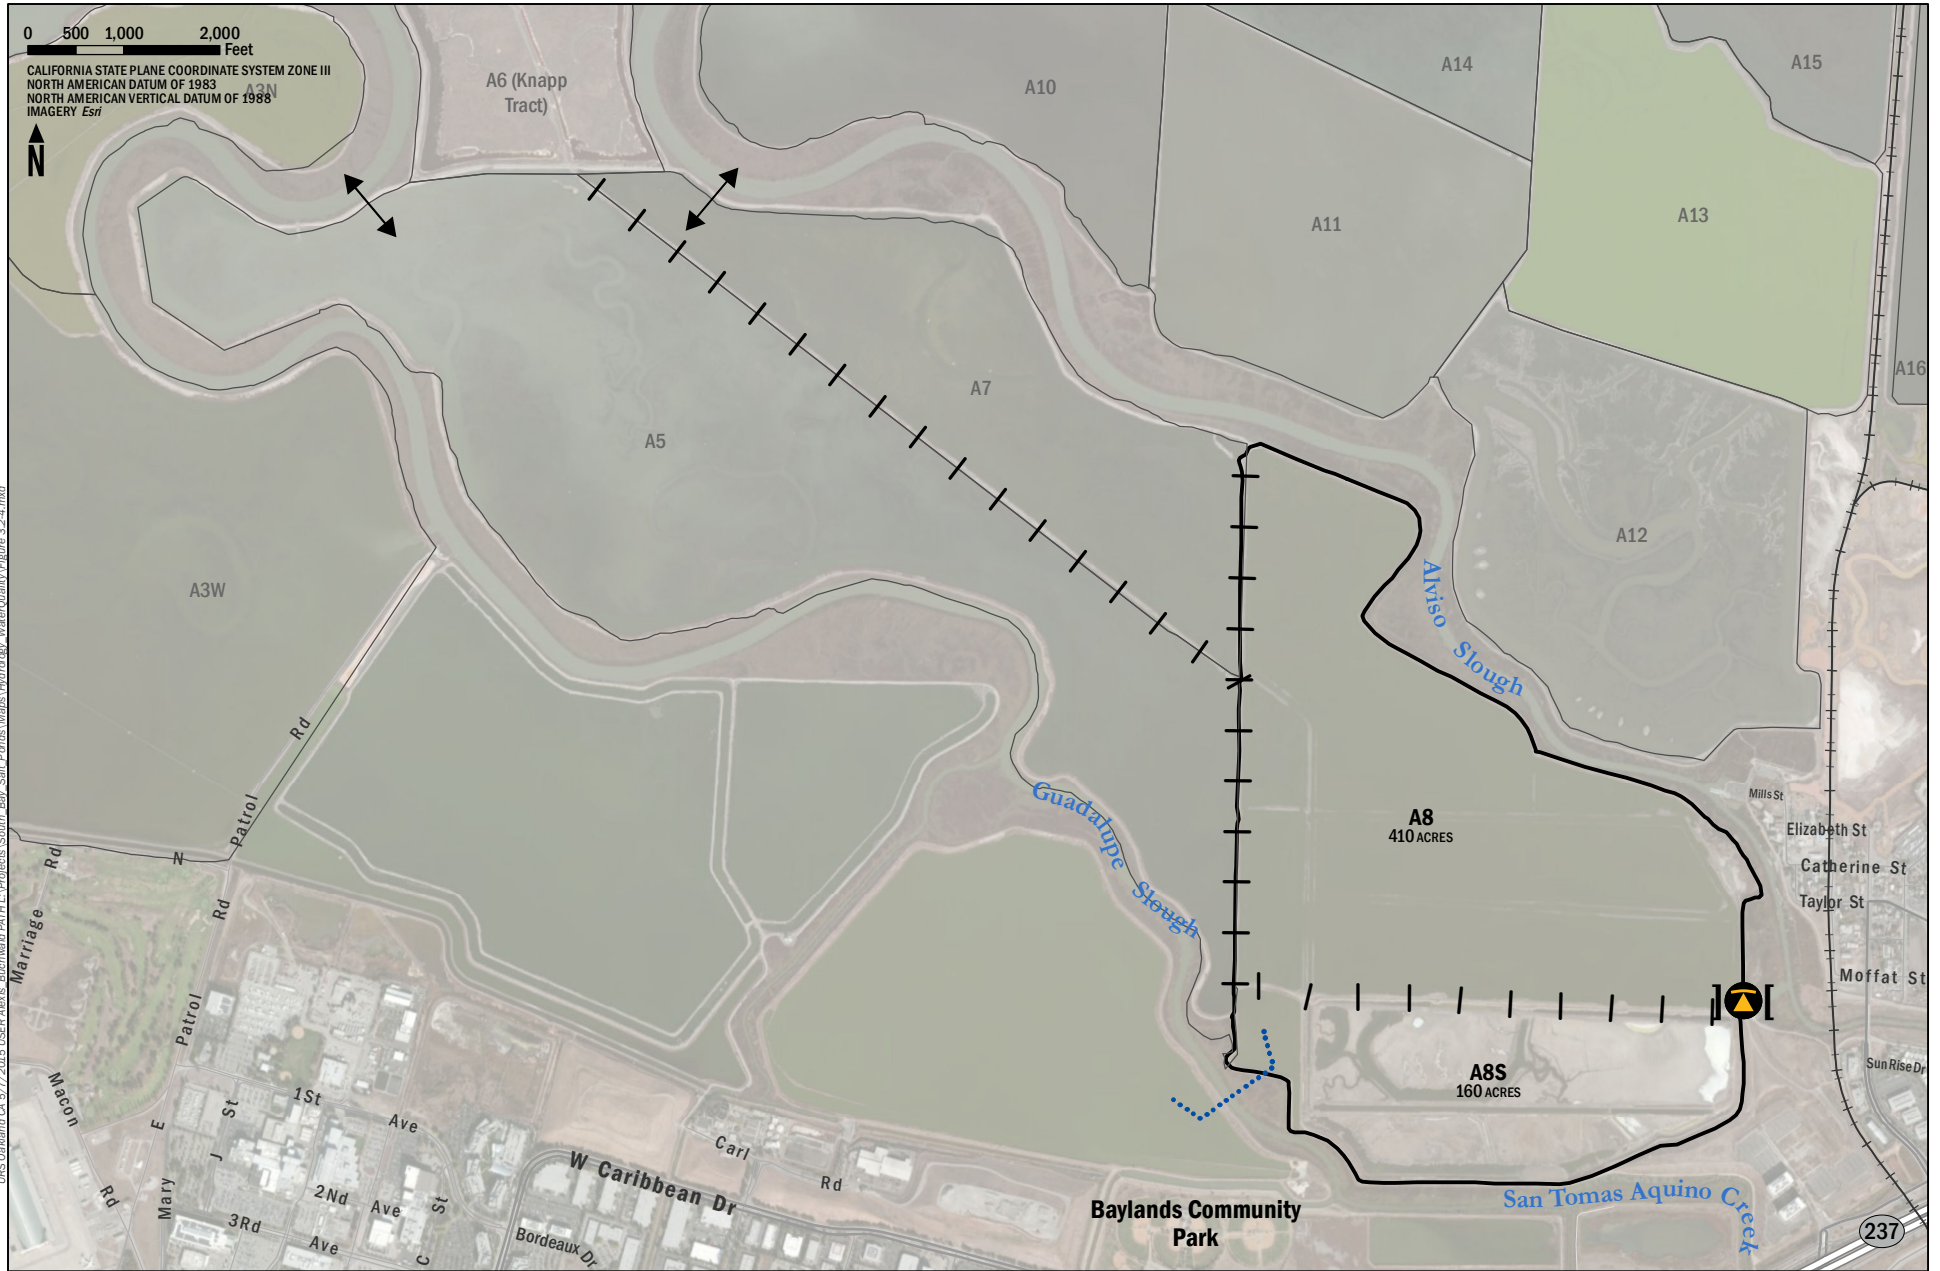 0 500 1,000 2,000
Feet
CALIFORNIA STATE PLANE COORDINATE SYSTEM ZONE III
NORTH AMERICAN DATUM OF 1983
NORTH AMERICAN VERTICAL DATUM OF 1988
IMAGERY Esri
N
A3N
A6 (Knapp
Tract)
A10
A14
A15
A11
A13
A16
A7
A5
A12
A3W
Alviso Slough
Guadalupe Slough
A8
410 ACRES
A8S
160 ACRES
Mills St
Elizabeth St
Catherine St
Taylor St
Moffat St
Sun Rise Dr
] [
Rd
Patrol
N
Rd
Marriage
Rd
Patrol
E
Mary
Macon
Rd
J St
1St Ave
2Nd Ave
3Rd Ave
C St
Carl Rd
W Caribbean Dr
Bordeaux Dr
Baylands Community
Park
San Tomas Aquino Creek
237